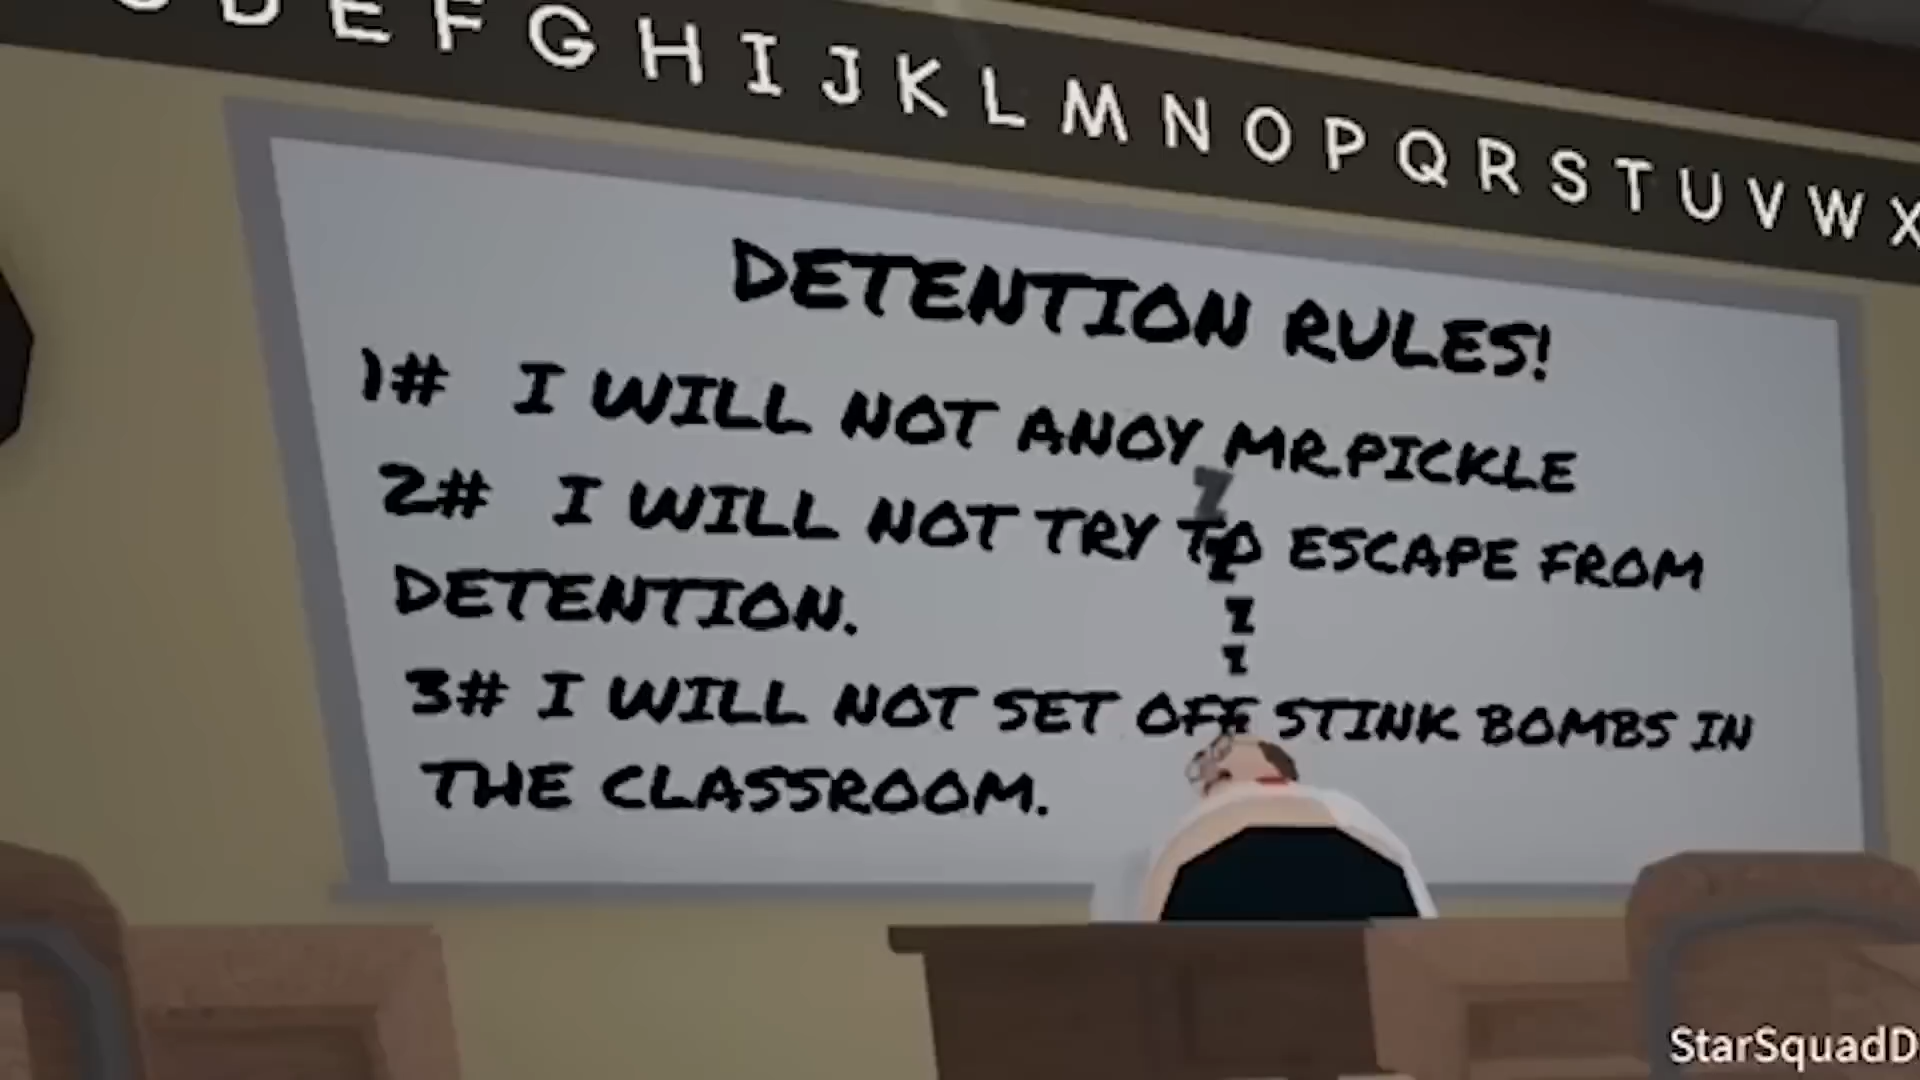 D E F G H I J K L M N O P Q R S T U V W X
DETENTION RULES!
1# I WILL NOT ANOY MR.PICKLE
2# I WILL NOT TRY TO ESCAPE FROM
DETENTION.
3# I WILL NOT SET OFF STINK BOMBS IN
THE CLASSROOM.
Z
Z
Z
Z
StarSquadD